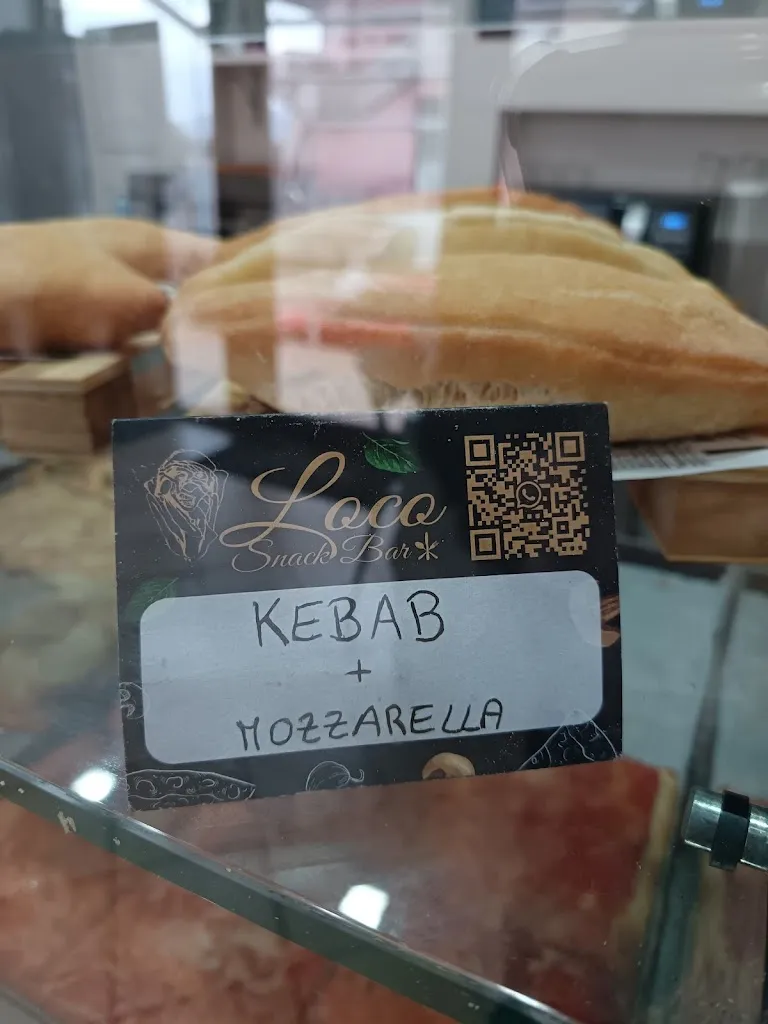 Loco
Snack Bar
KEBAB
+
MOZZARELLA